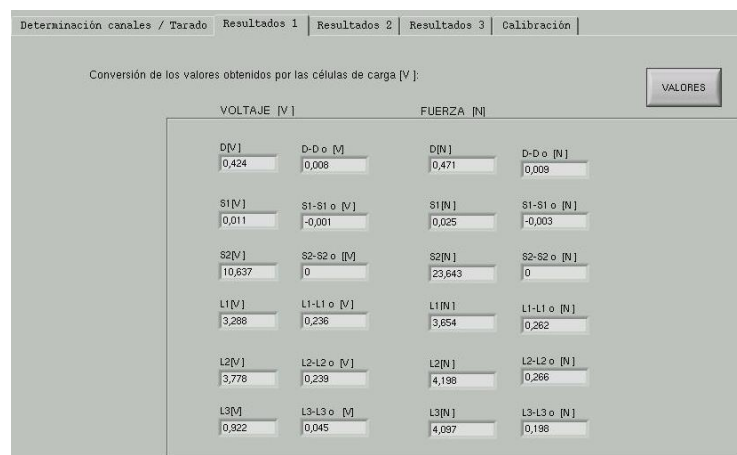 Determinación canales / Tarado Resultados 1 Resultados 2 Resultados 3 Calibración
Conversión de los valores obtenidos por las células de carga [V ]:
VALORES
VOLTAJE [V ] FUERZA [N]
D[V ] D-D o [V] D[N ] D-D o [N ]
0,424 0,008 0,471 0,009
S1[V ] S1-S1 o [V ] S1[N ] S1-S1 o [N ]
0,011 -0,001 0,025 -0,003
S2[V ] S2-S2 o [[V] S2[N ] S2-S2 o [N ]
10,637 0 23,643 0
L1[V ] L1-L1 o [V ] L1[N ] L1-L1 o [N ]
3,288 0,236 3,654 0,262
L2[V ] L2-L2 o [V ] L2[N ] L2-L2 o [N ]
3,778 0,239 4,198 0,266
L3[V] L3-L3 o [V] L3[N ] L3-L3 o [N ]
0,922 0,045 4,097 0,198